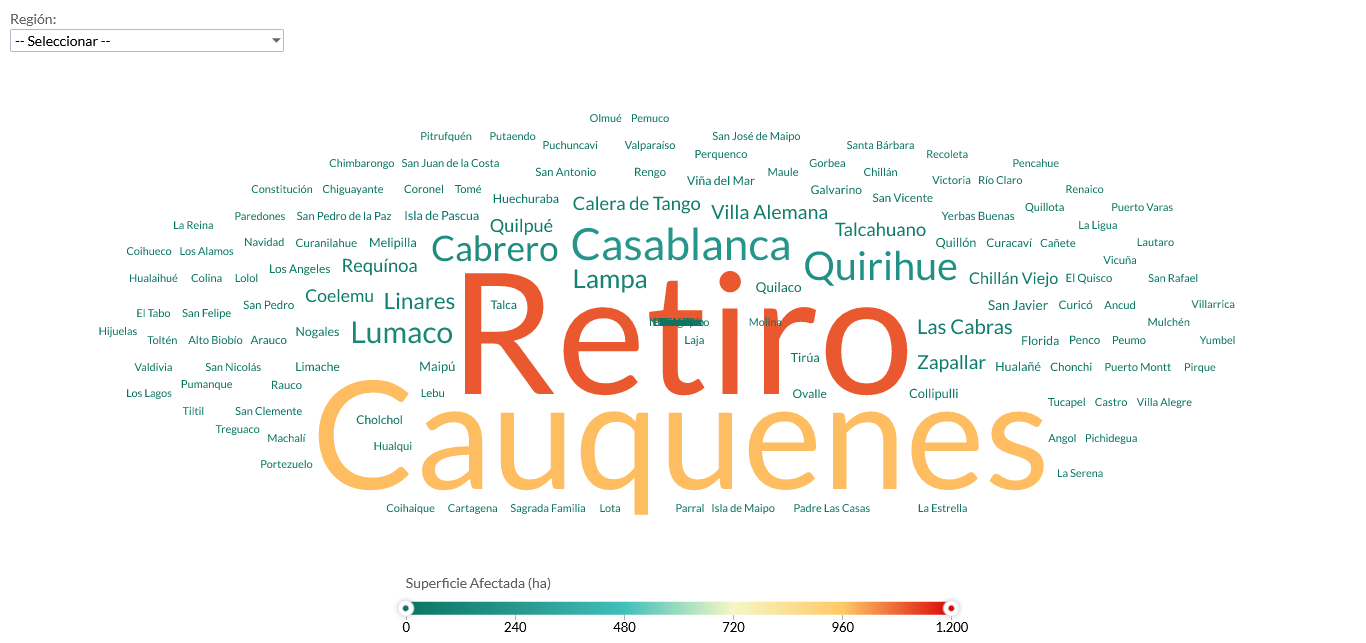 Región:
-- Seleccionar --
Olmué Pemuco
Pitrufquén Putaendo San José de Maipo
Puchuncavi Valparaíso Santa Bárbara
Perquenco Recoleta
Chimbarongo San Juan de la Costa Gorbea Pencahue
San Antonio Rengo Maule Chillán
Viña del Mar Victoria Río Claro
Constitución Chiguayante Coronel Tomé Galvarino Renaico
Huechuraba San Vicente
Calera de Tango Quillota Puerto Varas
Paredones San Pedro de la Paz Isla de Pascua Villa Alemana Yerbas Buenas
La Reina Quilpué Talcahuano La Ligua
Coihueco Los Alamos Navidad Curanilahue Melipilla Cabrero Casablanca Quillón Curacaví Cañete Lautaro
Los Angeles Requínoa Quirihue Vicuña
Hualaihué Colina Lolol Lampa Chillán Viejo El Quisco San Rafael
Coelemu Linares Quilaco
El Tabo San Felipe San Pedro Talca Retiro San Javier Curicó Ancud Villarrica
Hijuelas Nogales Lumaco Molina Las Cabras Mulchén
Toltén Alto Biobío Arauco Laja Florida Penco Peumo Yumbel
Valdivia San Nicolás Limache Maipú Tirúa Zapallar Hualañé Chonchi Puerto Montt Pirque
Los Lagos Pumanque Rauco Lebu Ovalle Collipulli
Tiltil San Clemente Tucapel Castro Villa Alegre
Treguaco Machalí Cholchol Cauquenes Angol Pichidegua
Hualqui
Portezuelo La Serena
Coihaique Cartagena Sagrada Familia Lota Parral Isla de Maipo Padre Las Casas La Estrella
Superficie Afectada (ha)
0 240 480 720 960 1.200